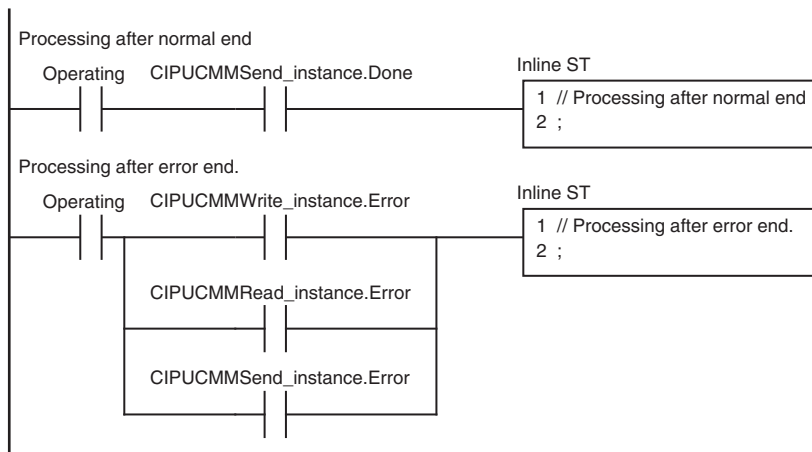 Processing after normal end
Operating CIPUCMMSend_instance.Done
Inline ST
1 // Processing after normal end
2 ;
Processing after error end.
Operating CIPUCMMWrite_instance.Error
Inline ST
1 // Processing after error end.
2 ;
CIPUCMMRead_instance.Error
CIPUCMMSend_instance.Error